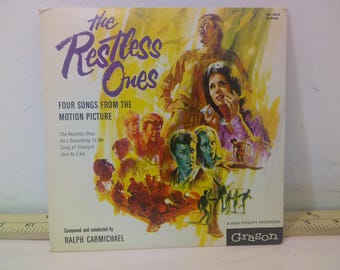 the
Restless
Ones
FOUR SONGS FROM THE
MOTION PICTURE
The Restless Ones
He's Everything To Me
Song of Strength
Just As I Am
Composed and conducted by
RALPH CARMICHAEL
A HIGH FIDELITY RECORDING
Grason